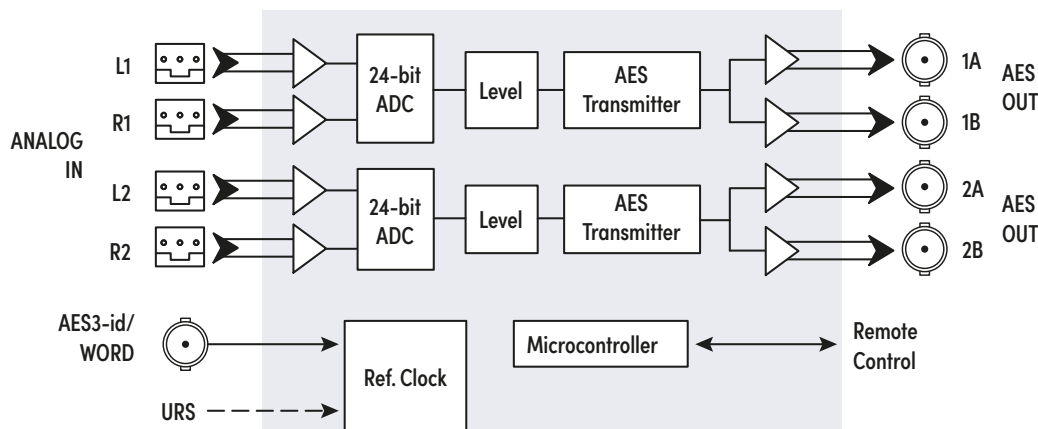 ANALOG
IN
L1
R1
L2
R2
24-bit
ADC
Level
AES
Transmitter
1A
1B
AES
OUT
24-bit
ADC
Level
AES
Transmitter
2A
2B
AES
OUT
AES3-id/
WORD
URS
Ref. Clock
Microcontroller
Remote
Control